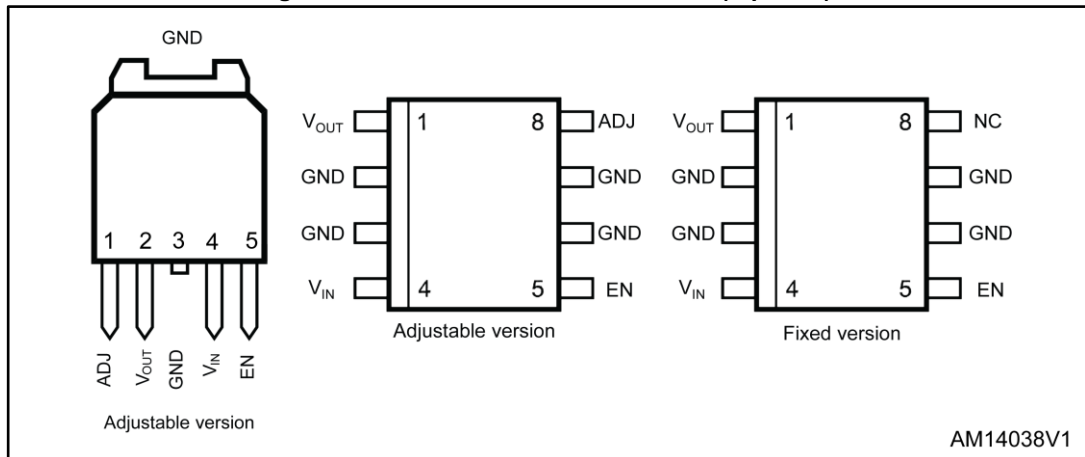 GND
1 2 3 4 5
ADJ
VOUT
GND
VIN
EN
Adjustable version
VOUT 1 8 ADJ
GND GND
GND GND
VIN 4 5 EN
Adjustable version
VOUT 1 8 NC
GND GND
GND GND
VIN 4 5 EN
Fixed version
AM14038V1